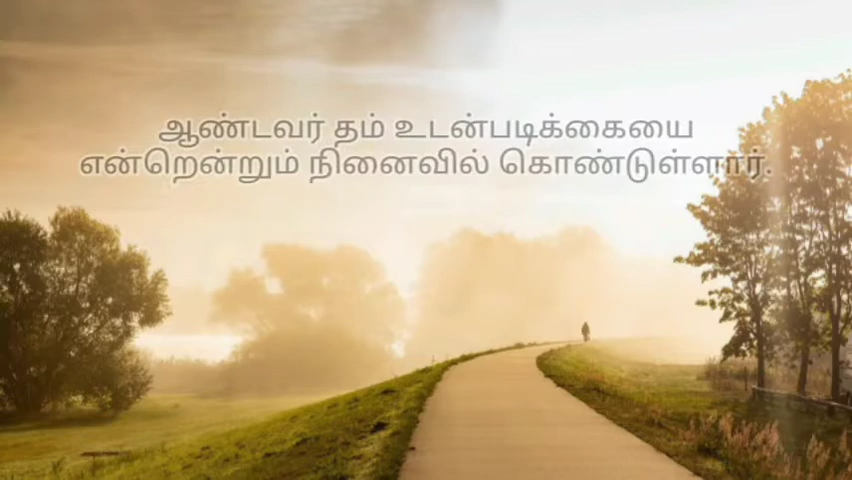 ஆண்டவர் தம் உடன்படிக்கையை
என்றென்றும் நினைவில் கொண்டுள்ளார்.